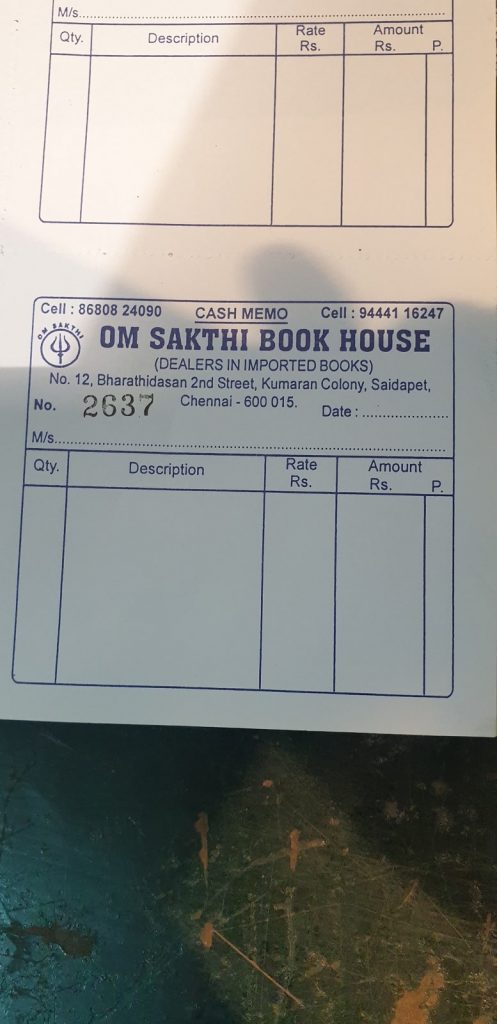 M/s.........................................................................................
Qty. Description Rate Rs. Amount Rs. P.
Cell : 86808 24090 CASH MEMO Cell : 94441 16247
OM SAKTHI
OM SAKTHI BOOK HOUSE
(DEALERS IN IMPORTED BOOKS)
No. 12, Bharathidasan 2nd Street, Kumaran Colony, Saidapet,
Chennai - 600 015.
No. 2637 Date : ......................
M/s.........................................................................................
Qty. Description Rate Rs. Amount Rs. P.